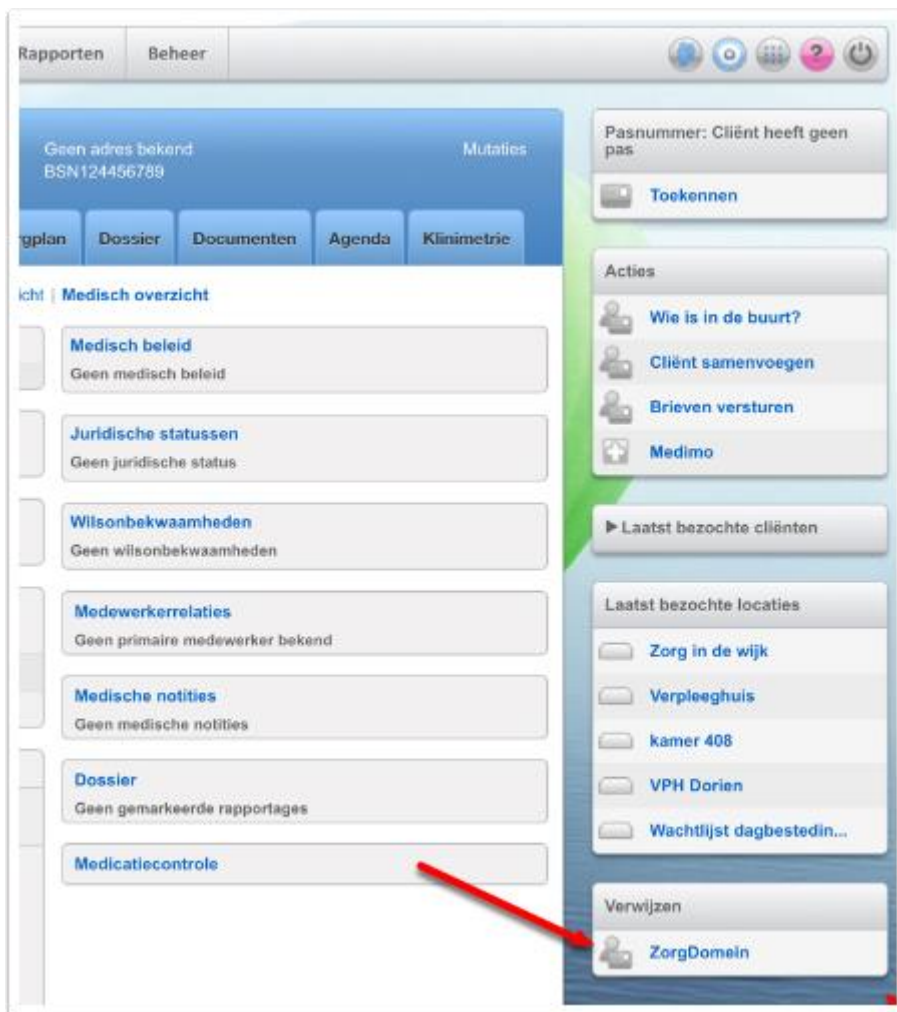 Rapporten Beheer
?
Geen adres bekend Mutaties
BSN124456789
rgplan Dossier Documenten Agenda Klinimetrie
icht | Medisch overzicht
Medisch beleid
Geen medisch beleid
Juridische statussen
Geen juridische status
Wilsonbekwaamheden
Geen wilsonbekwaamheden
Medewerkerrelaties
Geen primaire medewerker bekend
Medische notities
Geen medische notities
Dossier
Geen gemarkeerde rapportages
Medicatiecontrole
Pasnummer: Cliënt heeft geen
pas
Toekennen
Acties
Wie is in de buurt?
Cliënt samenvoegen
Brieven versturen
Medimo
Laatst bezochte cliënten
Laatst bezochte locaties
Zorg in de wijk
Verpleeghuis
kamer 408
VPH Dorien
Wachtlijst dagbestedin...
Verwijzen
ZorgDomein